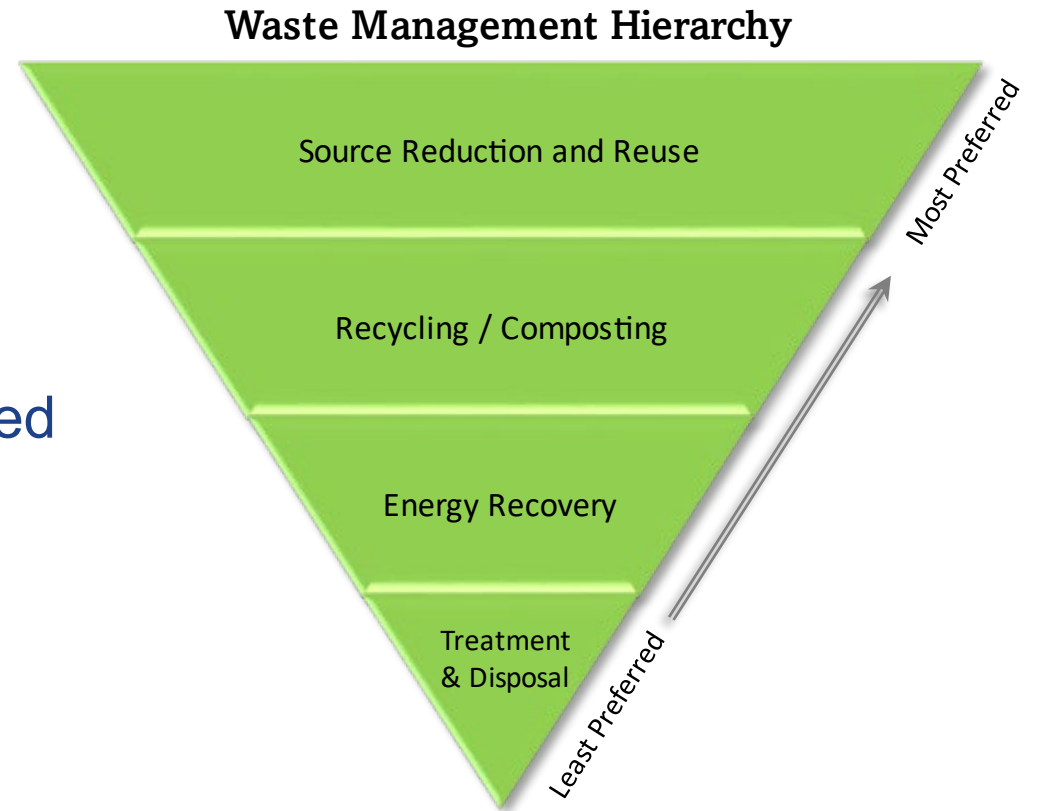 Waste Management Hierarchy
Source Reduction and Reuse
Most Preferred
Recycling / Composting
ed
Energy Recovery
Treatment
& Disposal
Least Preferred